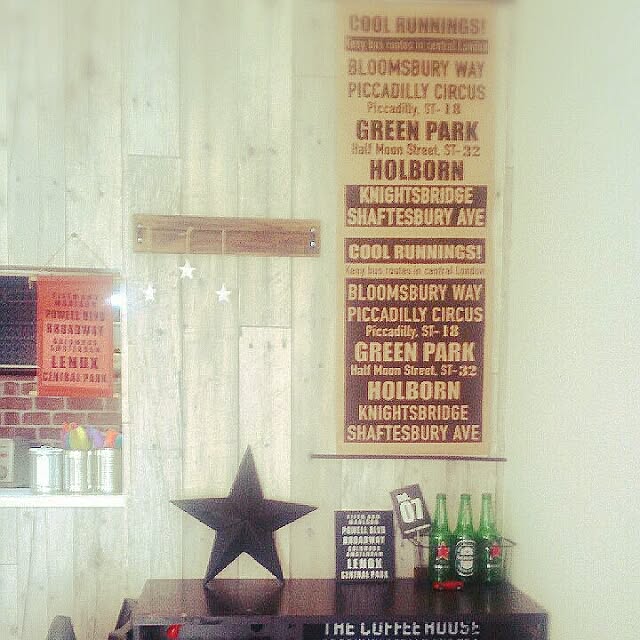 COOL RUNNINGS!
Keny bus routes in central London
BLOOMSBURY WAY
PICCADILLY CIRCUS
Piccadilly, ST-18
GREEN PARK
Half Moon Street, ST-32
HOLBORN
KNIGHTSBRIDGE
SHAFTESBURY AVE
COOL RUNNINGS!
Keny bus routes in central London
BLOOMSBURY WAY
PICCADILLY CIRCUS
Piccadilly, ST-18
GREEN PARK
Half Moon Street, ST-32
HOLBORN
KNIGHTSBRIDGE
SHAFTESBURY AVE
POWELL BLVD
BROADWAY
LENOX
CENTRAL PARK
POWELL BLVD
BROADWAY
LENOX
CENTRAL PARK
07
THE COFFEE HOUSE